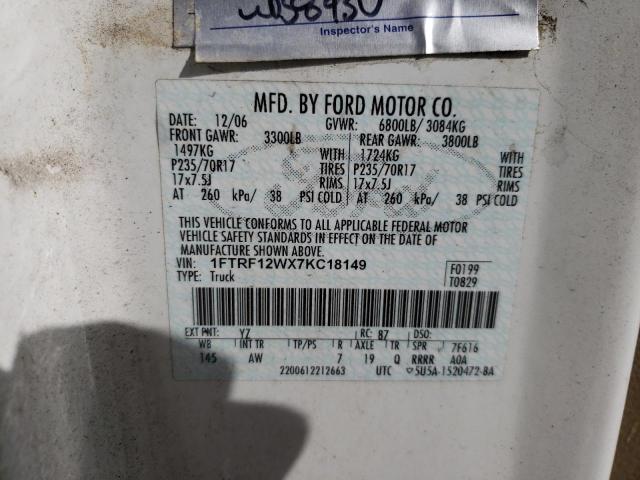 Inspector's Name
MFD. BY FORD MOTOR CO.
DATE: 12/06 GVWR: 6800LB/ 3084KG
FRONT GAWR: 3300LB REAR GAWR: 3800LB
1497KG WITH 1724KG WITH
P235/70R17 TIRES P235/70R17 TIRES
17x7.5J RIMS 17x7.5J RIMS
AT 260 kPa/ 38 PSI COLD AT 260 kPa/ 38 PSI COLD
THIS VEHICLE CONFORMS TO ALL APPLICABLE FEDERAL MOTOR
VEHICLE SAFETY STANDARDS IN EFFECT ON THE DATE OF
MANUFACTURE SHOWN ABOVE.
VIN: 1FTRF12WX7KC18149 F0199
TYPE: Truck T0829
EXT PNT: YZ RC: 87 DSO:
WB INT TR TP/PS R AXLE TR SPR 7F616
145 AW 7 19 Q RRRR AOA
2200612212663 UTC 5U5A-1520472-BA